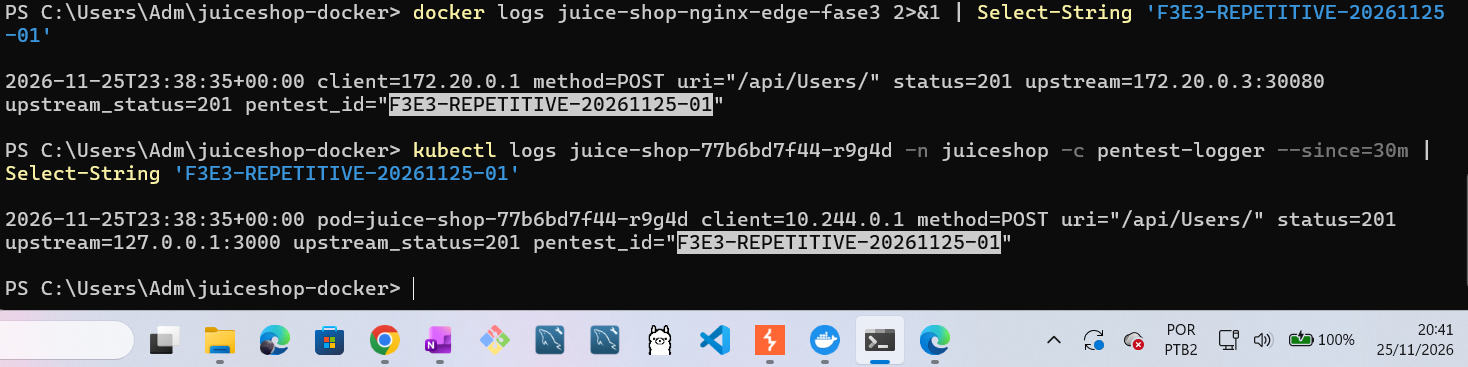 PS C:\Users\Adm\juiceshop-docker> docker logs juice-shop-nginx-edge-fase3 2>&1 | Select-String 'F3E3-REPETITIVE-20261125
-01'
2026-11-25T23:38:35+00:00 client=172.20.0.1 method=POST uri="/api/Users/" status=201 upstream=172.20.0.3:30080
upstream_status=201 pentest_id="F3E3-REPETITIVE-20261125-01"
PS C:\Users\Adm\juiceshop-docker> kubectl logs juice-shop-77b6bd7f44-r9g4d -n juiceshop -c pentest-logger --since=30m |
Select-String 'F3E3-REPETITIVE-20261125-01'
2026-11-25T23:38:35+00:00 pod=juice-shop-77b6bd7f44-r9g4d client=10.244.0.1 method=POST uri="/api/Users/" status=201
upstream=127.0.0.1:3000 upstream_status=201 pentest_id="F3E3-REPETITIVE-20261125-01"
PS C:\Users\Adm\juiceshop-docker>
POR
PTB2
100%
20:41
25/11/2026